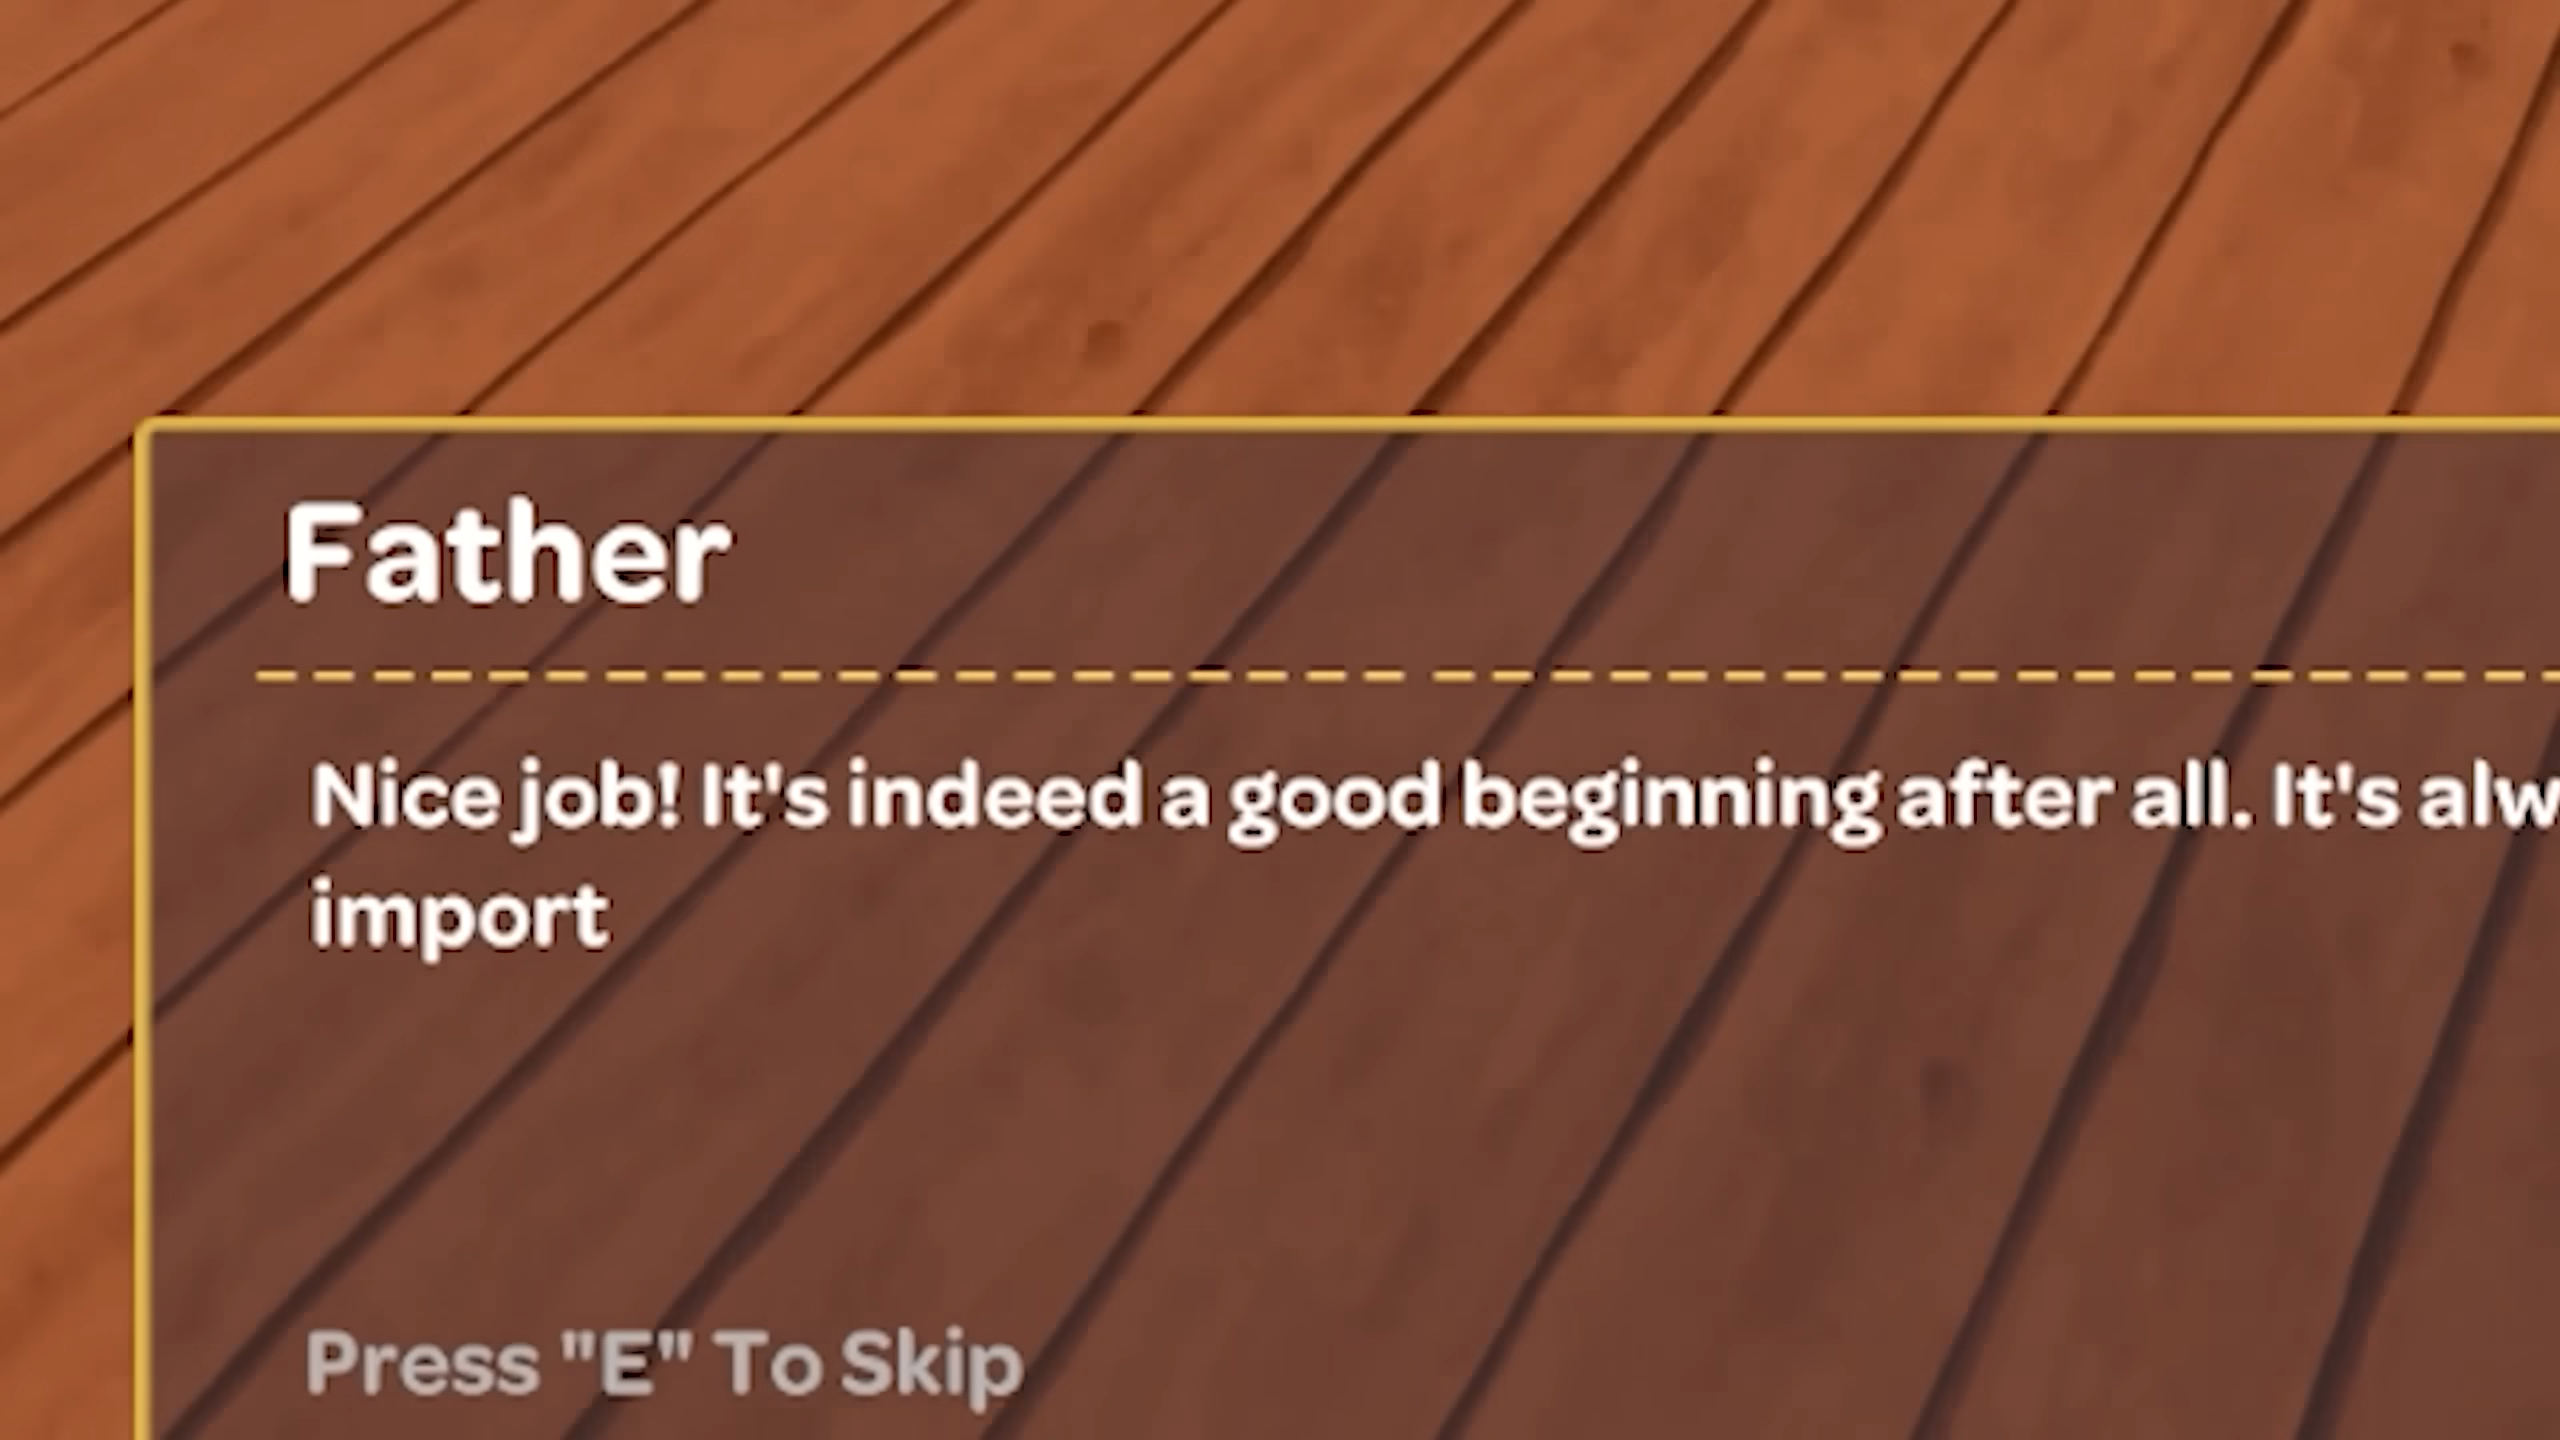 Father
Nice job! It's indeed a good beginning after all. It's alw
import
Press "E" To Skip